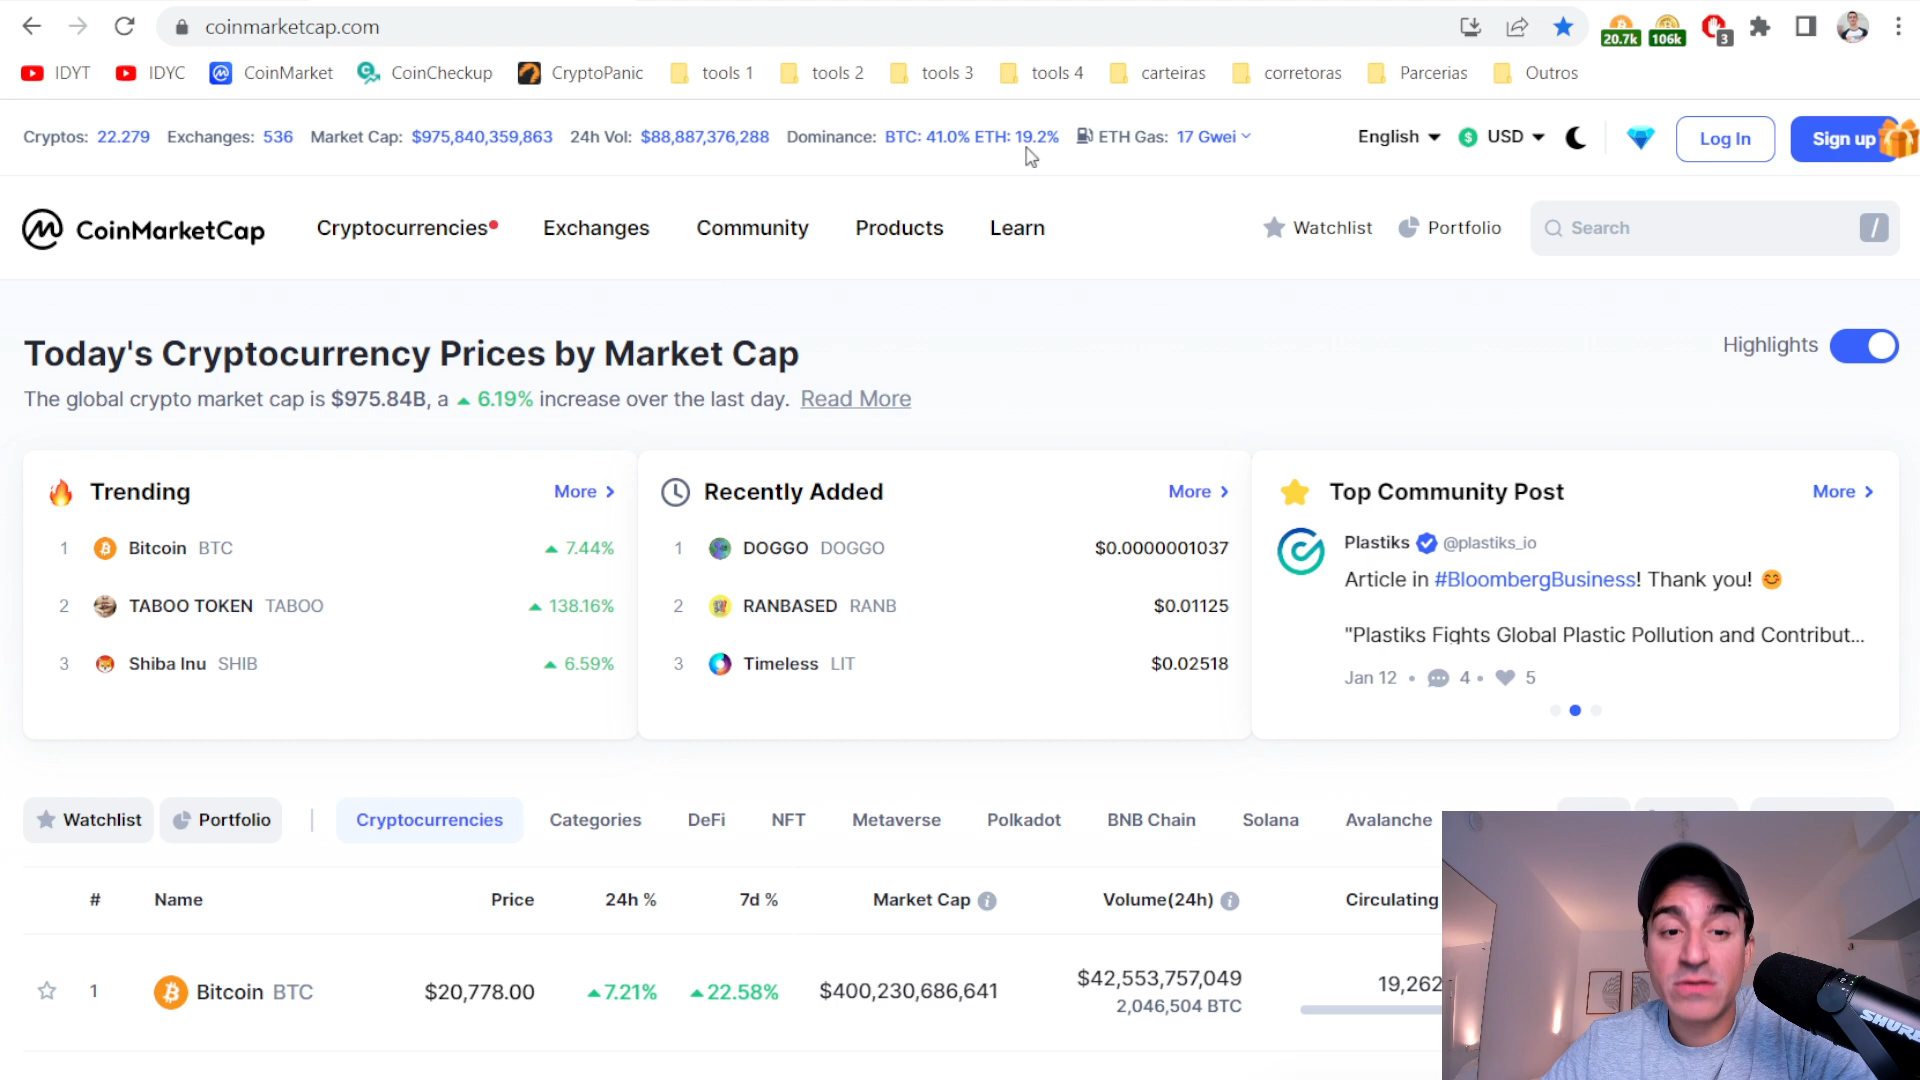 coinmarketcap.com
20.7k 106k 3
IDYT IDYC CoinMarket CoinCheckup CryptoPanic tools 1 tools 2 tools 3 tools 4 carteiras corretoras Parcerias Outros
Cryptos: 22.279 Exchanges: 536 Market Cap: $975,840,359,863 24h Vol: $88,887,376,288 Dominance: BTC: 41.0% ETH: 19.2% ETH Gas: 17 Gwei English USD Log In Sign up
CoinMarketCap Cryptocurrencies Exchanges Community Products Learn Watchlist Portfolio Search /
Today's Cryptocurrency Prices by Market Cap
Highlights
The global crypto market cap is $975.84B, a 6.19% increase over the last day. Read More
Trending More
1 Bitcoin BTC 7.44%
2 TABOO TOKEN TABOO 138.16%
3 Shiba Inu SHIB 6.59%
Recently Added More
1 DOGGO DOGGO $0.0000001037
2 RANBASED RANB $0.01125
3 Timeless LIT $0.02518
Top Community Post More
Plastiks @plastiks_io
Article in #BloombergBusiness! Thank you! 😊
"Plastiks Fights Global Plastic Pollution and Contribut...
Jan 12 • 4 • 5
Watchlist Portfolio Cryptocurrencies Categories DeFi NFT Metaverse Polkadot BNB Chain Solana Avalanche
# Name Price 24h % 7d % Market Cap Volume(24h) Circulating
1 Bitcoin BTC $20,778.00 7.21% 22.58% $400,230,686,641 $42,553,757,049 19,262
2,046,504 BTC
SHURE